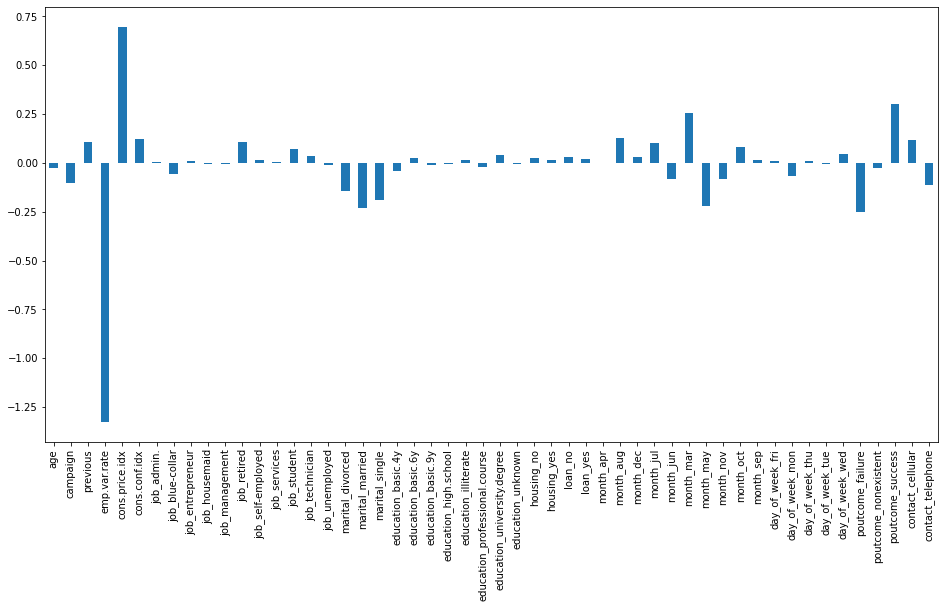 0.75
0.50
0.25
0.00
−0.25
−0.50
−0.75
−1.00
−1.25
age
campaign
previous
emp.var.rate
cons.price.idx
cons.conf.idx
job_admin.
job_blue-collar
job_entrepreneur
job_housemaid
job_management
job_retired
job_self-employed
job_services
job_student
job_technician
job_unemployed
marital_divorced
marital_married
marital_single
education_basic.4y
education_basic.6y
education_basic.9y
education_high.school
education_illiterate
education_professional.course
education_university.degree
education_unknown
housing_no
housing_yes
loan_no
loan_yes
month_apr
month_aug
month_dec
month_jul
month_jun
month_mar
month_may
month_nov
month_oct
month_sep
day_of_week_fri
day_of_week_mon
day_of_week_thu
day_of_week_tue
day_of_week_wed
poutcome_failure
poutcome_nonexistent
poutcome_success
contact_cellular
contact_telephone